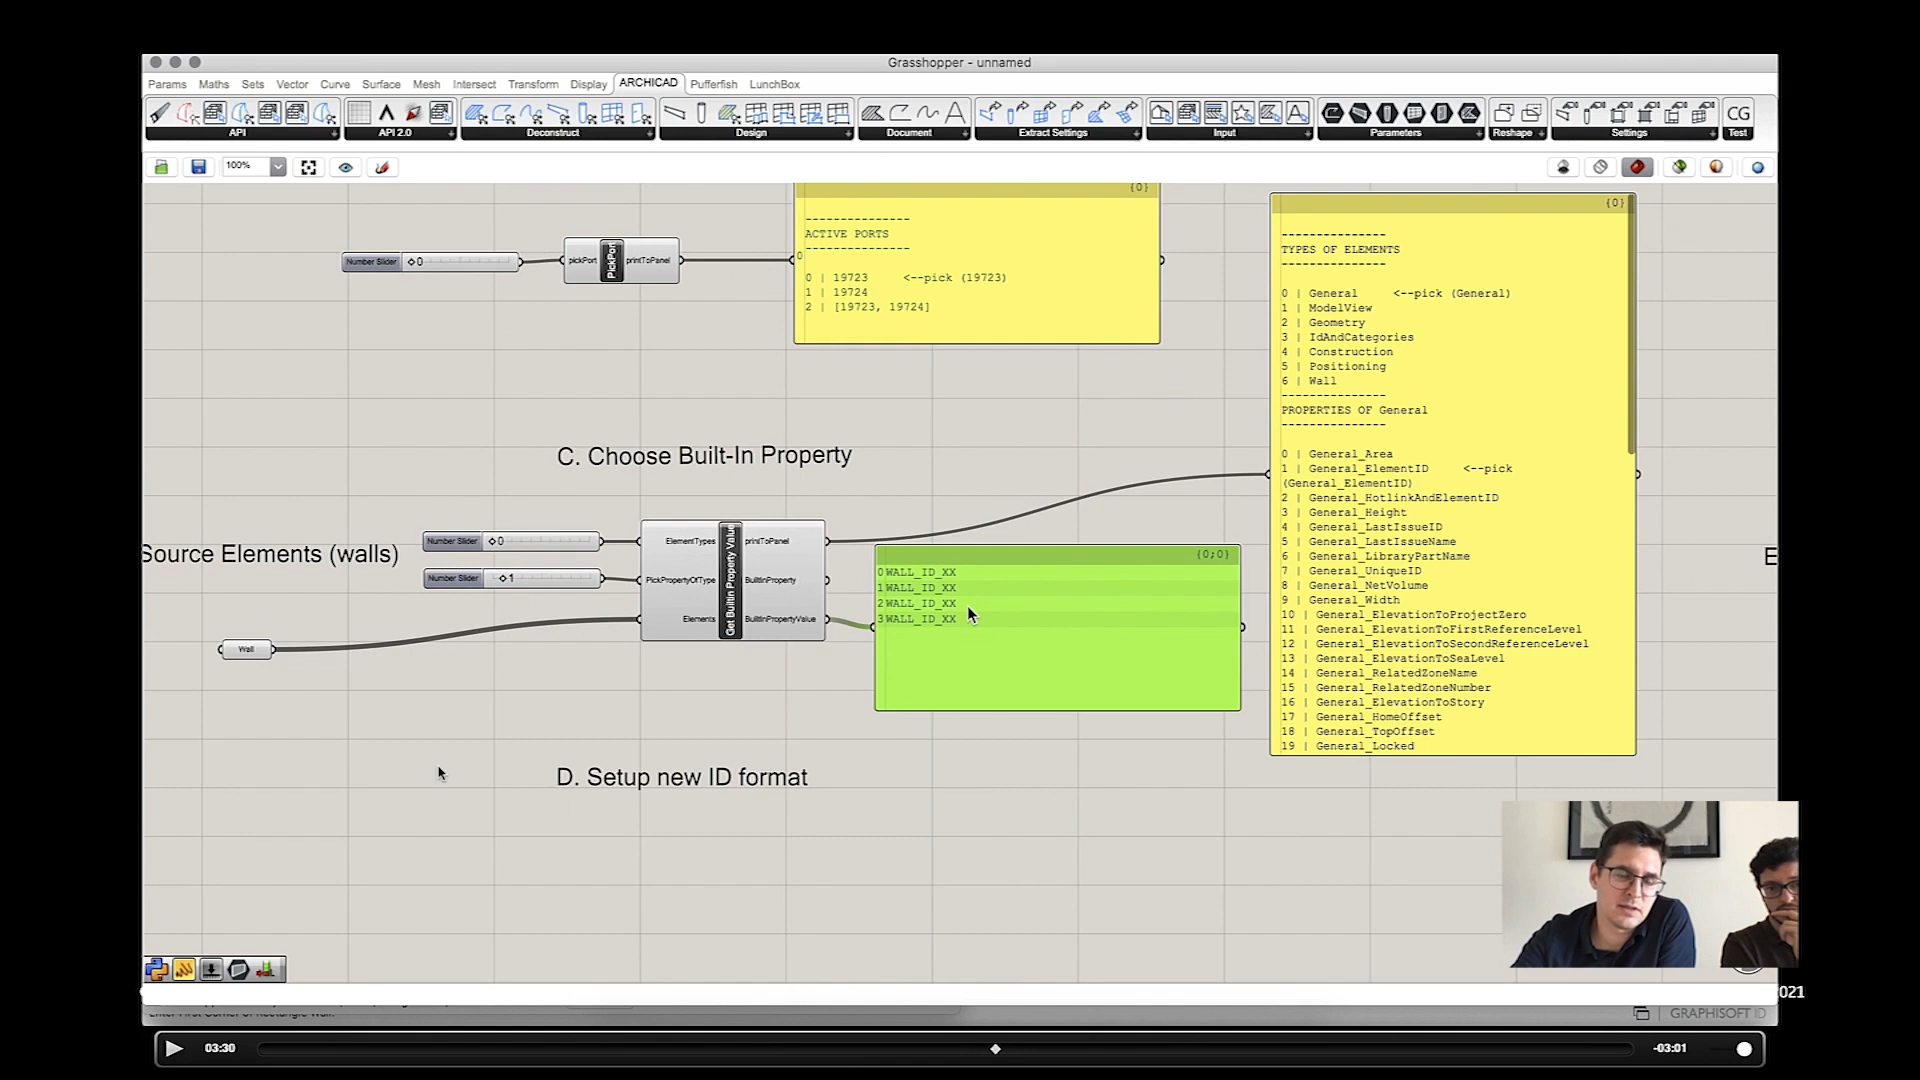 Grasshopper - unnamed
Params Maths Sets Vector Curve Surface Mesh Intersect Transform Display ARCHICAD Pufferfish LunchBox
API API 2.0 Deconstruct Design Document Extract Settings Input Parameters Reshape Settings CG Test
100%
{0}
---------------
ACTIVE PORTS
---------------
0 | 19723 <--pick (19723)
1 | 19724
2 | [19723, 19724]
0
Number Slider 0
pickPort PickPort printToPanel
{0}
---------------
TYPES OF ELEMENTS
---------------
0 | General <--pick (General)
1 | ModelView
2 | Geometry
3 | IdAndCategories
4 | Construction
5 | Positioning
6 | Wall
---------------
PROPERTIES OF General
---------------
0 | General_Area
1 | General_ElementID <--pick
(General_ElementID)
2 | General_HotlinkAndElementID
3 | General_Height
4 | General_LastIssueID
5 | General_LastIssueName
6 | General_LibraryPartName
7 | General_UniqueID
8 | General_NetVolume
9 | General_Width
10 | General_ElevationToProjectZero
11 | General_ElevationToFirstReferenceLevel
12 | General_ElevationToSecondReferenceLevel
13 | General_ElevationToSeaLevel
14 | General_RelatedZoneName
15 | General_RelatedZoneNumber
16 | General_ElevationToStory
17 | General_HomeOffset
18 | General_TopOffset
19 | General_Locked
C. Choose Built-In Property
Source Elements (walls)
Number Slider 0
Number Slider 1
ElementTypes
PickPropertyOfType
Elements
Get Builtin Property Value
printToPanel
BuiltInProperty
BuiltInPropertyValue
{0;0}
0 WALL_ID_XX
1 WALL_ID_XX
2 WALL_ID_XX
3 WALL_ID_XX
Wall
E
D. Setup new ID format
021
GRAPHISOFT ID
03:30
-03:01